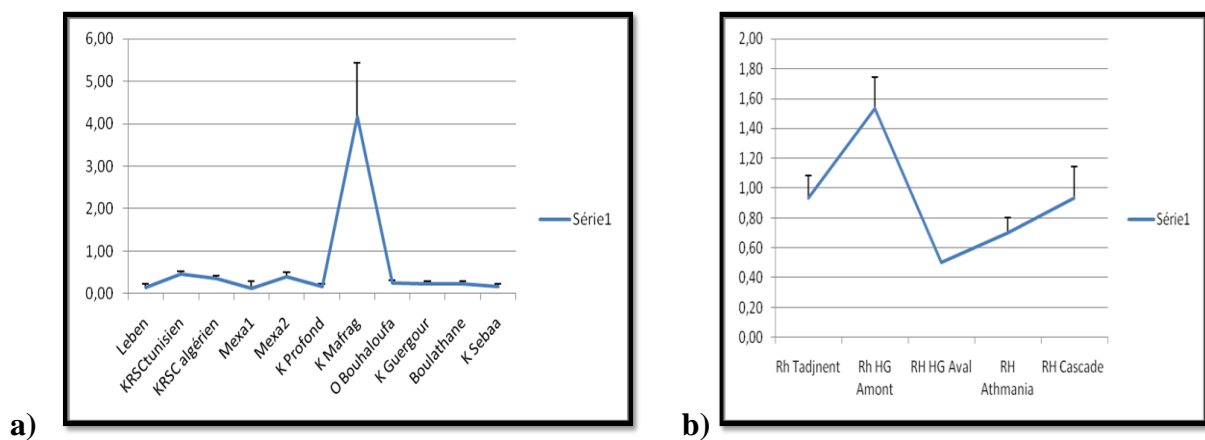 6,00
5,00
4,00
3,00
2,00
1,00
0,00
Leben
KRSCtunisien
KRSC algérien
Mexa1
Mexa2
K Profond
K Mafrag
O Bouhaloufa
K Guergour
Boulathane
K Sebaa
Série1
a)
2,00
1,80
1,60
1,40
1,20
1,00
0,80
0,60
0,40
0,20
0,00
Rh Tadjnent
Rh HG
Amont
RH HG Aval
RH
Athmania
RH Cascade
Série1
b)